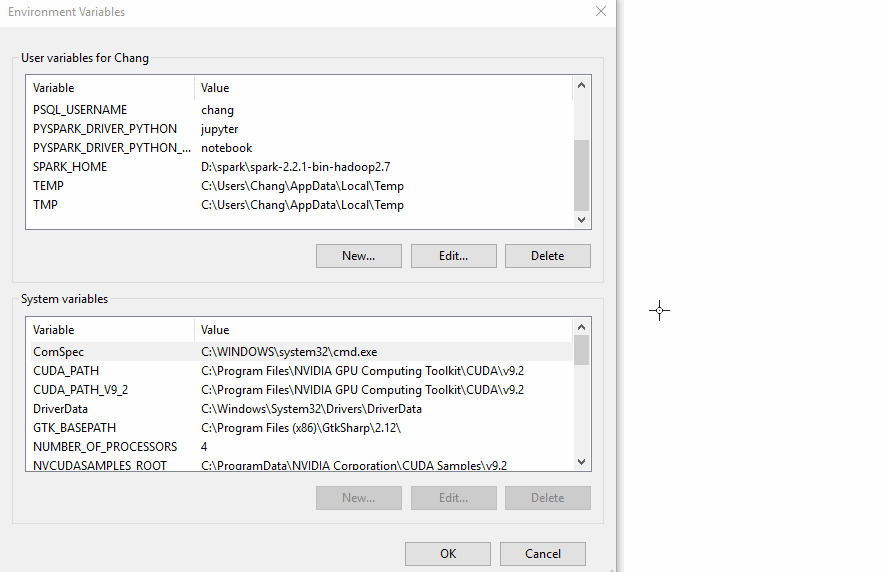 Environment Variables
User variables for Chang
Variable Value
PSQL_USERNAME chang
PYSPARK_DRIVER_PYTHON jupyter
PYSPARK_DRIVER_PYTHON_... notebook
SPARK_HOME D:\spark\spark-2.2.1-bin-hadoop2.7
TEMP C:\Users\Chang\AppData\Local\Temp
TMP C:\Users\Chang\AppData\Local\Temp
New... Edit... Delete
System variables
Variable Value
ComSpec C:\WINDOWS\system32\cmd.exe
CUDA_PATH C:\Program Files\NVIDIA GPU Computing Toolkit\CUDA\v9.2
CUDA_PATH_V9_2 C:\Program Files\NVIDIA GPU Computing Toolkit\CUDA\v9.2
DriverData C:\Windows\System32\Drivers\DriverData
GTK_BASEPATH C:\Program Files (x86)\GtkSharp\2.12\
NUMBER_OF_PROCESSORS 4
NVCUDASAMPLES_ROOT C:\ProgramData\NVIDIA Corporation\CUDA Samples\v9.2
New... Edit... Delete
OK Cancel